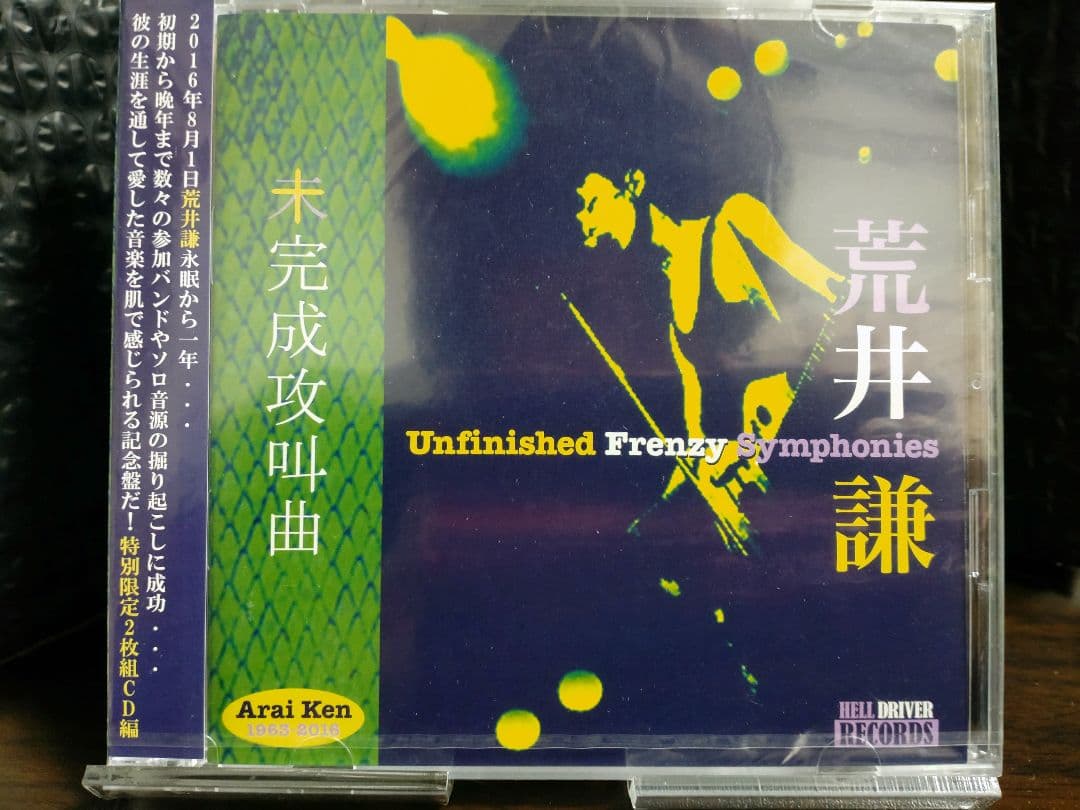 2016年8月1日荒井謙永眠から一年・・・
初期から晩年まで数々の参加バンドやソロ音源の掘り起こしに成功・・・
彼の生涯を通して愛した音楽を肌で感じられる記念盤だ！特別限定2枚組CD編
未完成攻叫曲
荒井謙
Unfinished Frenzy Symphonies
Arai Ken
1963-2016
HELL DRIVER
RECORDS